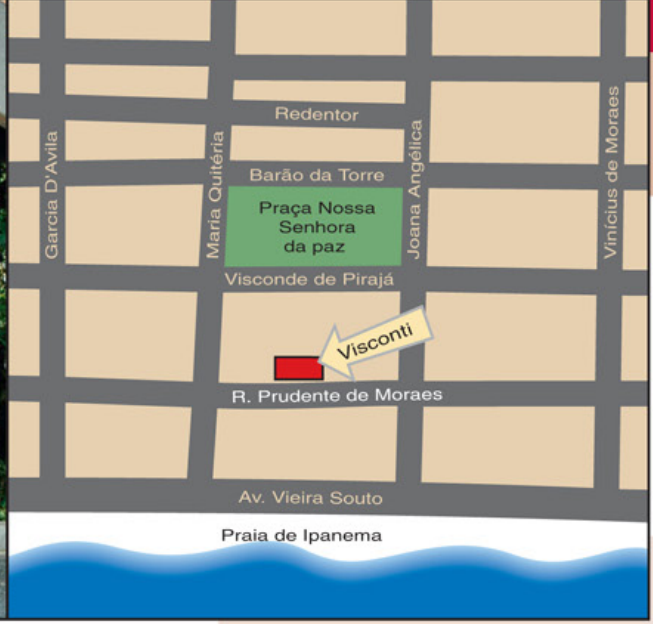 Redentor
Garcia D'Avila
Maria Quitéria
Joana Angélica
Vinícius de Moraes
Barão da Torre
Praça Nossa
Senhora
da paz
Visconde de Pirajá
Visconti
R. Prudente de Moraes
Av. Vieira Souto
Praia de Ipanema